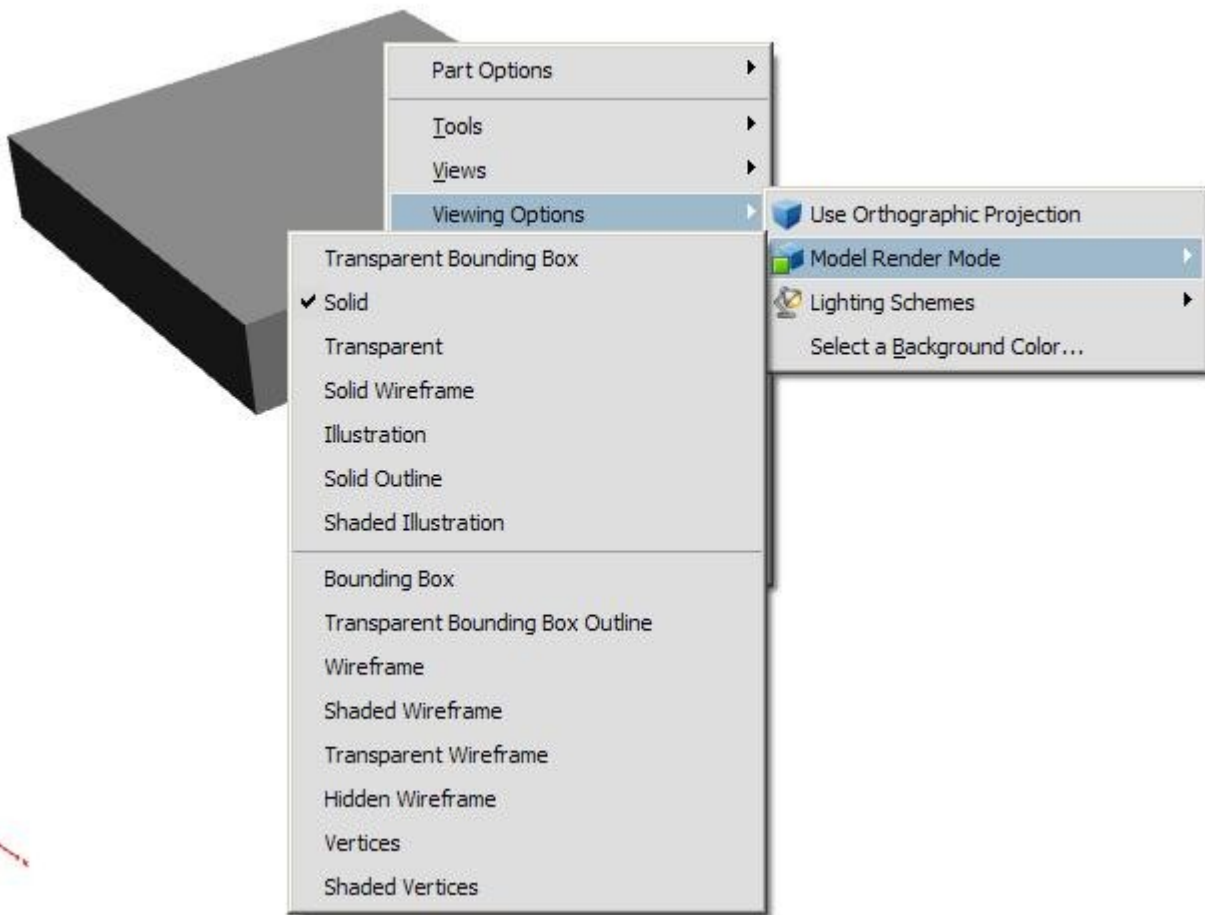 Part Options
Tools
Views
Viewing Options
Use Orthographic Projection
Model Render Mode
Lighting Schemes
Select a Background Color...
Transparent Bounding Box
Solid
Transparent
Solid Wireframe
Illustration
Solid Outline
Shaded Illustration
Bounding Box
Transparent Bounding Box Outline
Wireframe
Shaded Wireframe
Transparent Wireframe
Hidden Wireframe
Vertices
Shaded Vertices